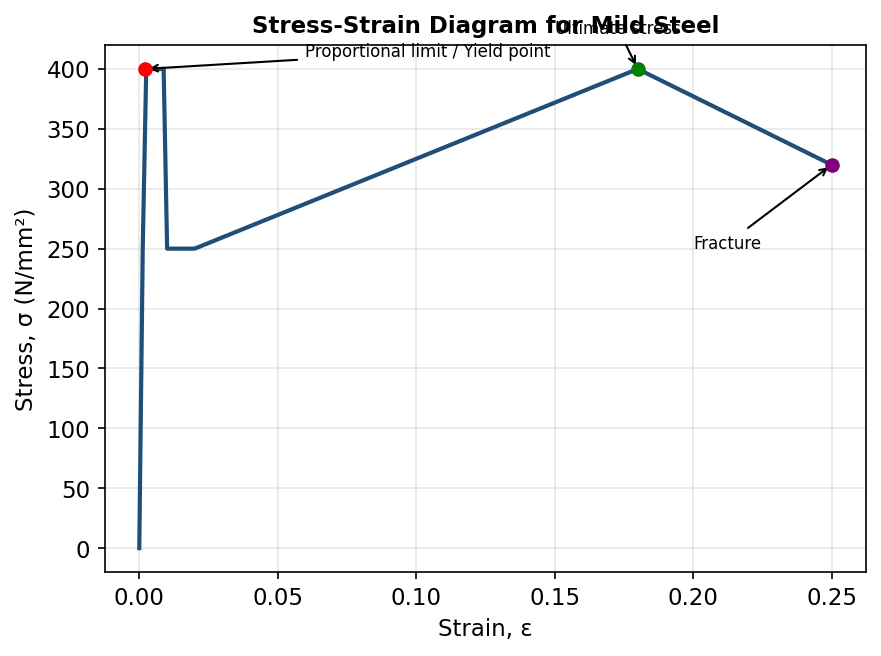 Stress-Strain Diagram for Mild Steel
Ultimate stress
Proportional limit / Yield point
Fracture
400
350
300
250
200
150
100
50
0
Stress, σ (N/mm²)
0.00 0.05 0.10 0.15 0.20 0.25
Strain, ε